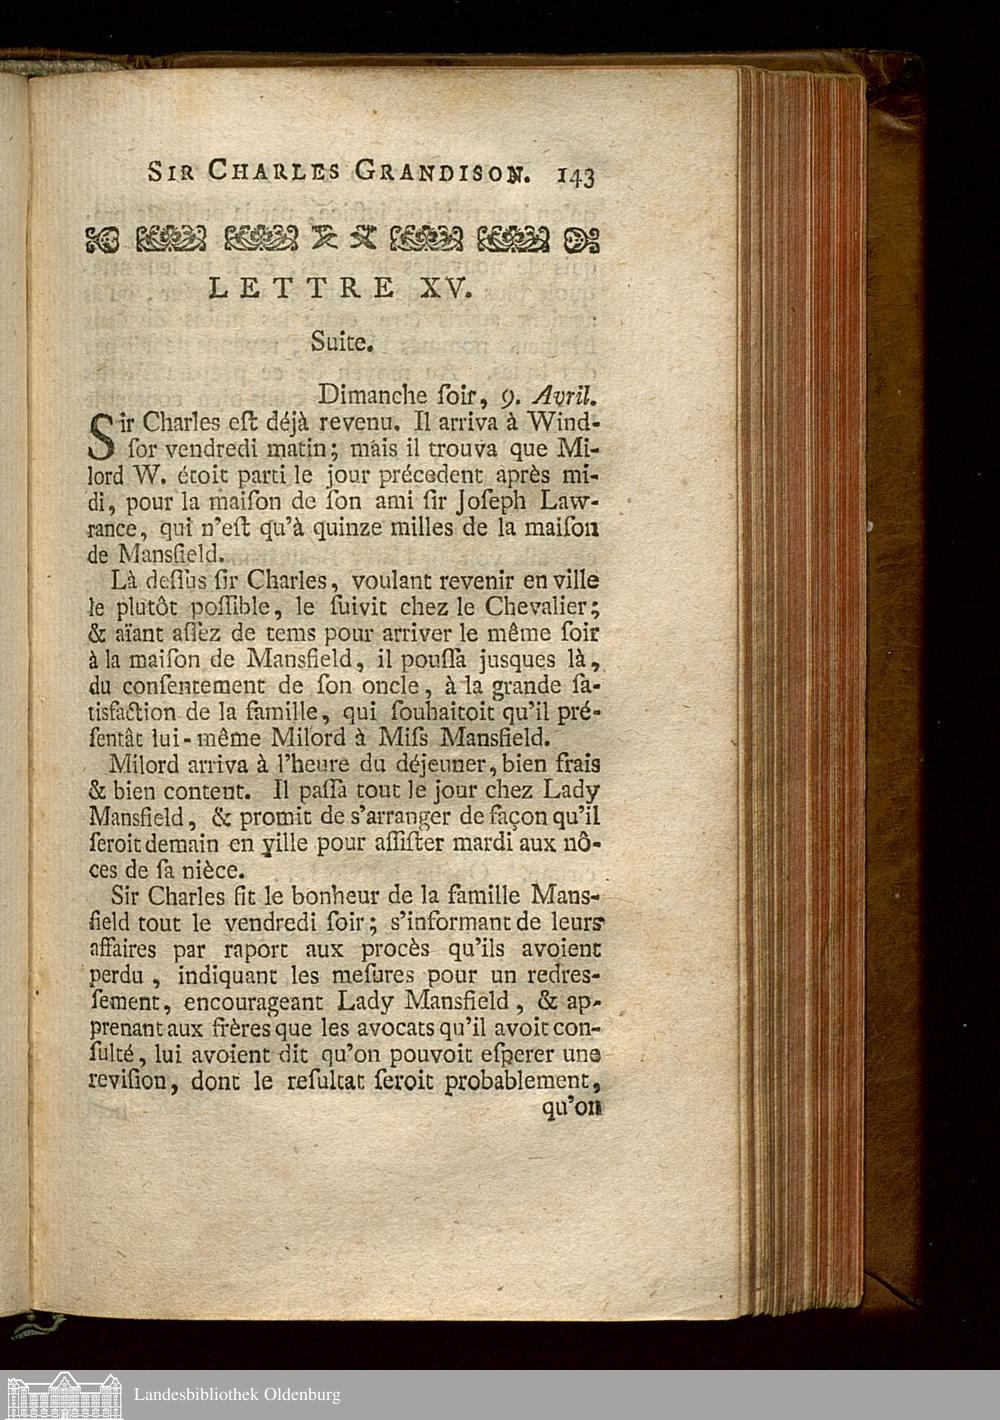 SIR CHARLES GRANDISON. 143
LETTRE XV.
Suite.
Dimanche ſoir, 9. Avril.
Sir Charles eſt déjà revenu. Il arriva à Wind-
ſor vendredi matin; mais il trouva que Mi-
lord W. étoit parti le jour précedent après mi-
di, pour la maiſon de ſon ami ſir Joſeph Law-
rance, qui n'eſt qu'à quinze milles de la maiſon
de Mansfield.
Là deſſus ſir Charles, voulant revenir en ville
le plutôt poſſible, le ſuivit chez le Chevalier;
& aïant aſſez de tems pour arriver le même ſoir
à la maiſon de Mansfield, il pouſſa jusques là,
du conſentement de ſon oncle, à la grande ſa-
tisfaction de la famille, qui ſouhaitoit qu'il pré-
ſentât lui-même Milord à Miſs Mansfield.
Milord arriva à l'heure du déjeuner, bien frais
& bien content. Il paſſa tout le jour chez Lady
Mansfield, & promit de s'arranger de façon qu'il
ſeroit demain en ville pour aſſiſter mardi aux nô-
ces de ſa nièce.
Sir Charles fit le bonheur de la famille Mans-
field tout le vendredi ſoir; s'informant de leurs
affaires par raport aux procès qu'ils avoient
perdu, indiquant les meſures pour un redres-
ſement, encourageant Lady Mansfield, & ap-
prenant aux frères que les avocats qu'il avoit con-
ſulté, lui avoient dit qu'on pouvoit eſperer une
reviſion, dont le reſultat ſeroit probablement,
qu'on
Landesbibliothek Oldenburg